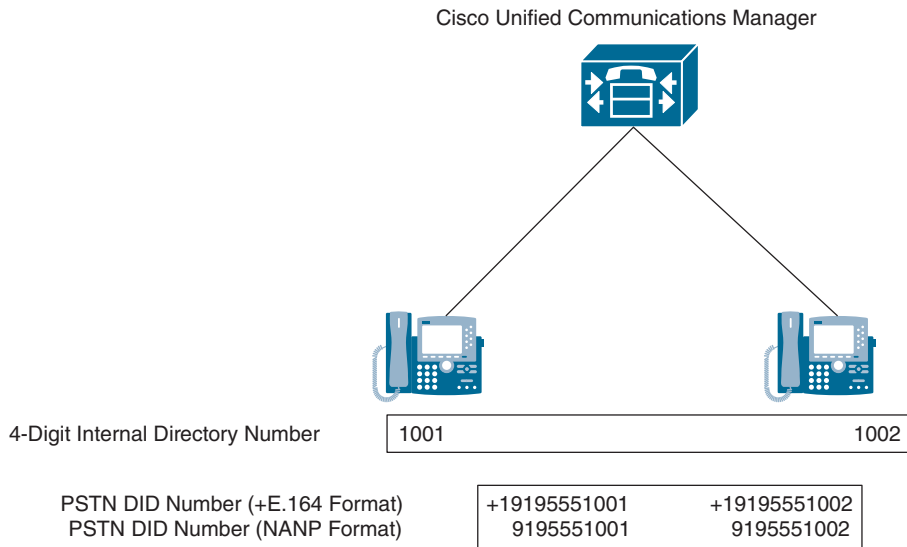 Cisco Unified Communications Manager
4-Digit Internal Directory Number 1001 1002
PSTN DID Number (+E.164 Format) +19195551001 +19195551002
PSTN DID Number (NANP Format) 9195551001 9195551002